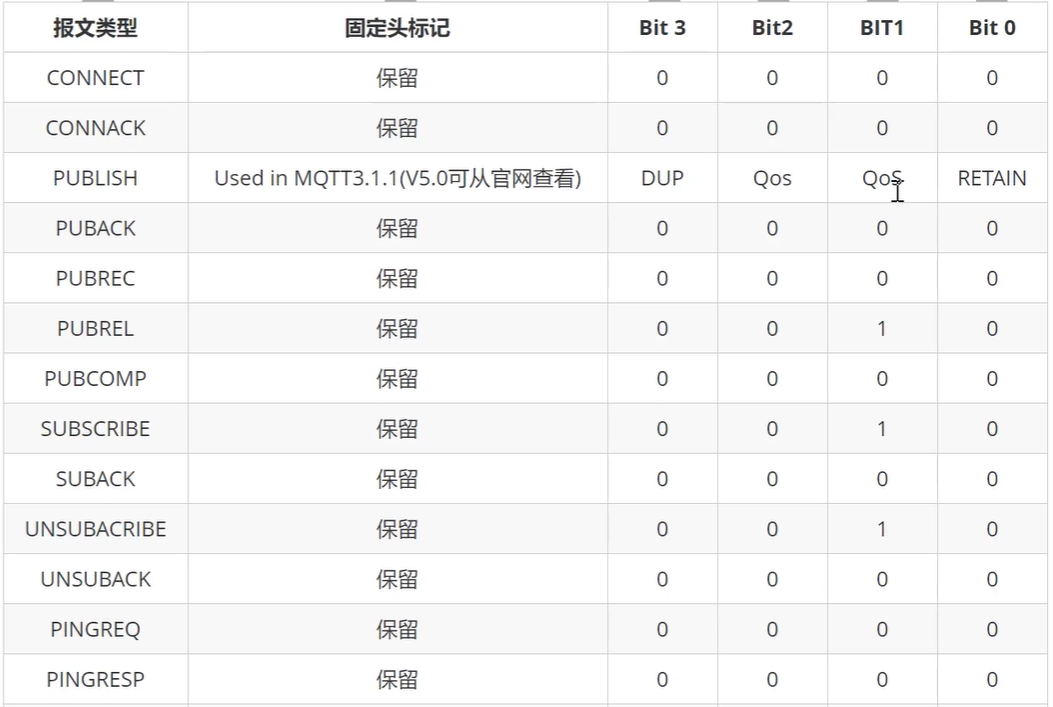 报文类型 固定头标记 Bit 3 Bit2 BIT1 Bit 0
CONNECT 保留 0 0 0 0
CONNACK 保留 0 0 0 0
PUBLISH Used in MQTT3.1.1(V5.0可从官网查看) DUP Qos QoS RETAIN
PUBACK 保留 0 0 0 0
PUBREC 保留 0 0 0 0
PUBREL 保留 0 0 1 0
PUBCOMP 保留 0 0 0 0
SUBSCRIBE 保留 0 0 1 0
SUBACK 保留 0 0 0 0
UNSUBACRIBE 保留 0 0 1 0
UNSUBACK 保留 0 0 0 0
PINGREQ 保留 0 0 0 0
PINGRESP 保留 0 0 0 0